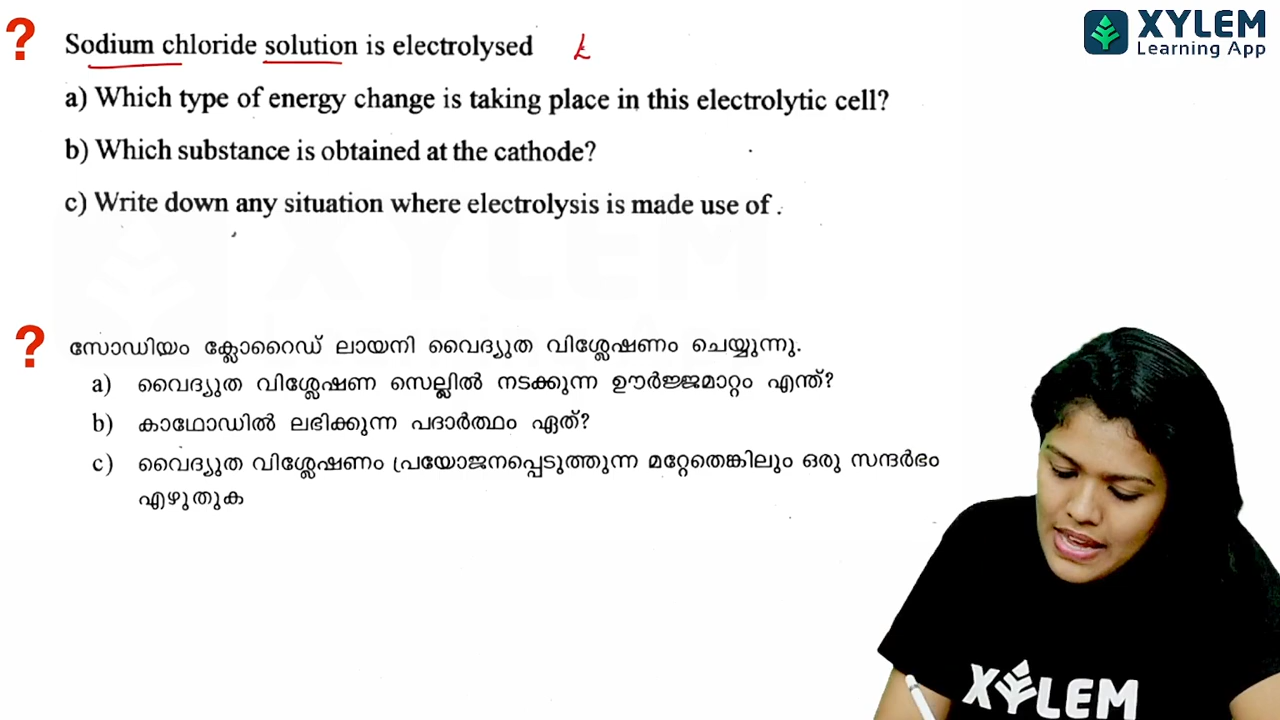 XYLEM
Learning App
? Sodium chloride solution is electrolysed
a) Which type of energy change is taking place in this electrolytic cell?
b) Which substance is obtained at the cathode?
c) Write down any situation where electrolysis is made use of .
? സോഡിയം ക്ലോറൈഡ് ലായനി വൈദ്യുത വിശ്ലേഷണം ചെയ്യുന്നു.
a) വൈദ്യുത വിശ്ലേഷണ സെല്ലിൽ നടക്കുന്ന ഊർജ്ജമാറ്റം എന്ത്?
b) കാഥോഡിൽ ലഭിക്കുന്ന പദാർത്ഥം ഏത്?
c) വൈദ്യുത വിശ്ലേഷണം പ്രയോജനപ്പെടുത്തുന്ന മറ്റേതെങ്കിലും ഒരു സന്ദർഭം
എഴുതുക
XYLEM